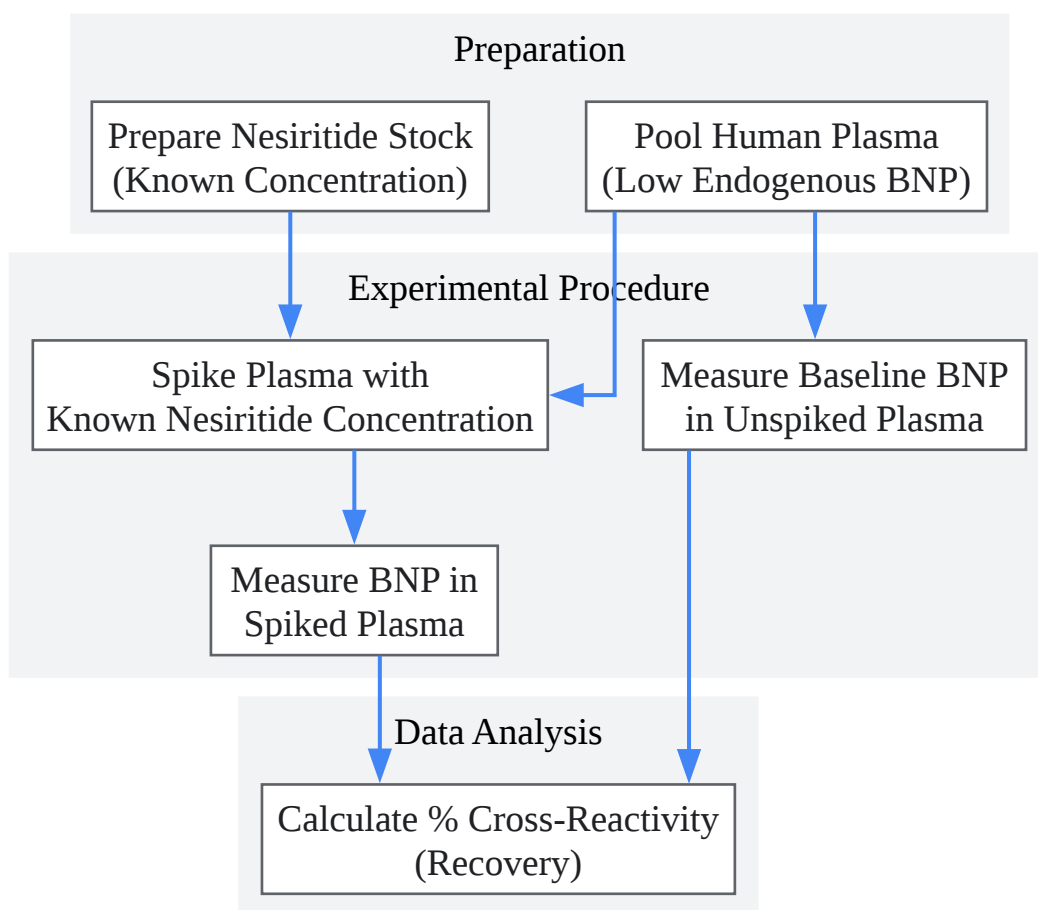 Preparation
Prepare Nesiritide Stock
(Known Concentration)
Pool Human Plasma
(Low Endogenous BNP)
Experimental Procedure
Spike Plasma with
Known Nesiritide Concentration
Measure Baseline BNP
in Unspiked Plasma
Measure BNP in
Spiked Plasma
Data Analysis
Calculate % Cross-Reactivity
(Recovery)